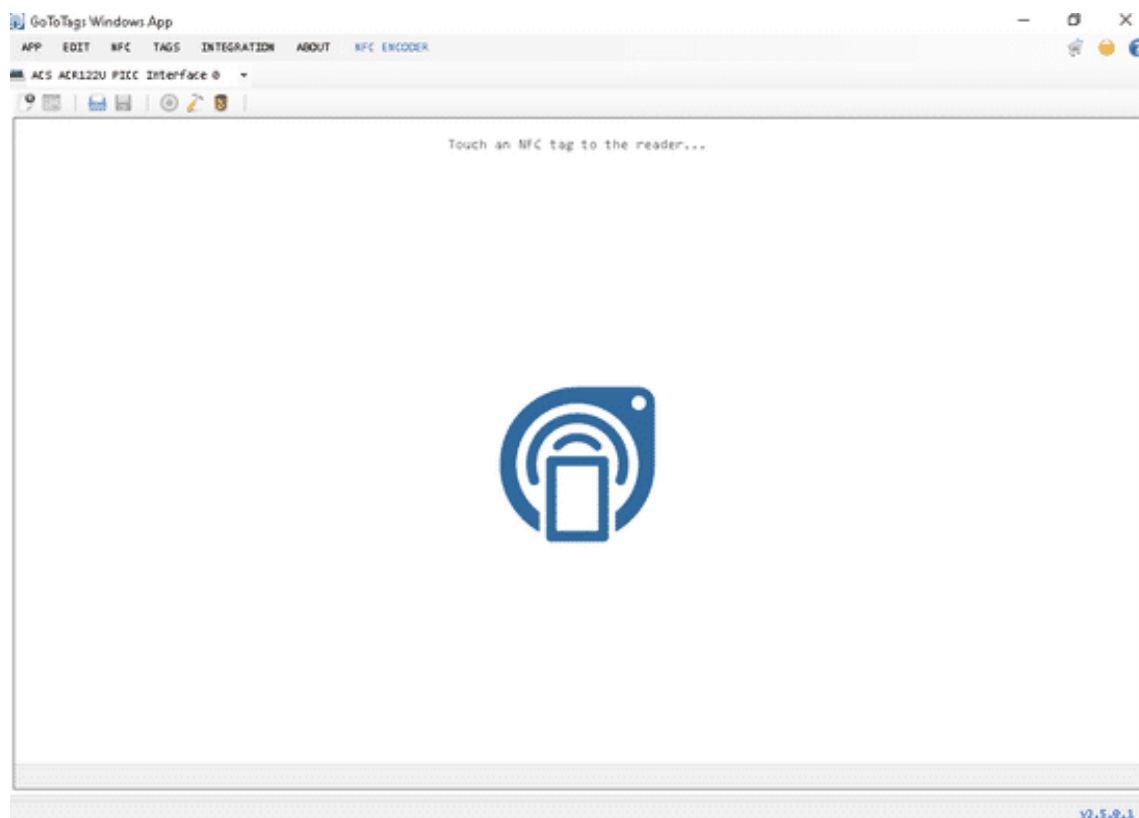 GoToTags Windows App
APP EDIT NFC TAGS INTEGRATION ABOUT NFC ENCODER
ACS ACR122U PICC Interface 0
Touch an NFC tag to the reader...
v2.5.0.1